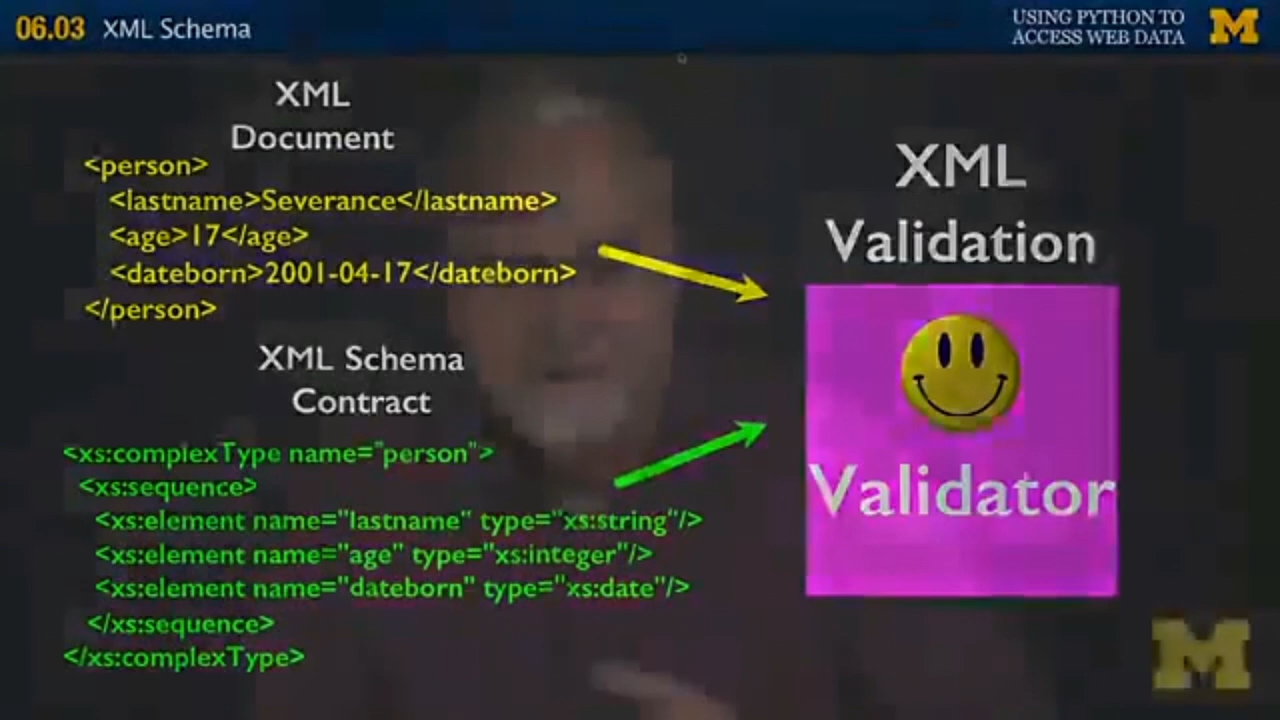 06.03 XML Schema
USING PYTHON TO
ACCESS WEB DATA
M
XML
Document
<person>
<lastname>Severance</lastname>
<age>17</age>
<dateborn>2001-04-17</dateborn>
</person>
XML Schema
Contract
<xs:complexType name="person">
<xs:sequence>
<xs:element name="lastname" type="xs:string"/>
<xs:element name="age" type="xs:integer"/>
<xs:element name="dateborn" type="xs:date"/>
</xs:sequence>
</xs:complexType>
XML
Validation
Validator
M